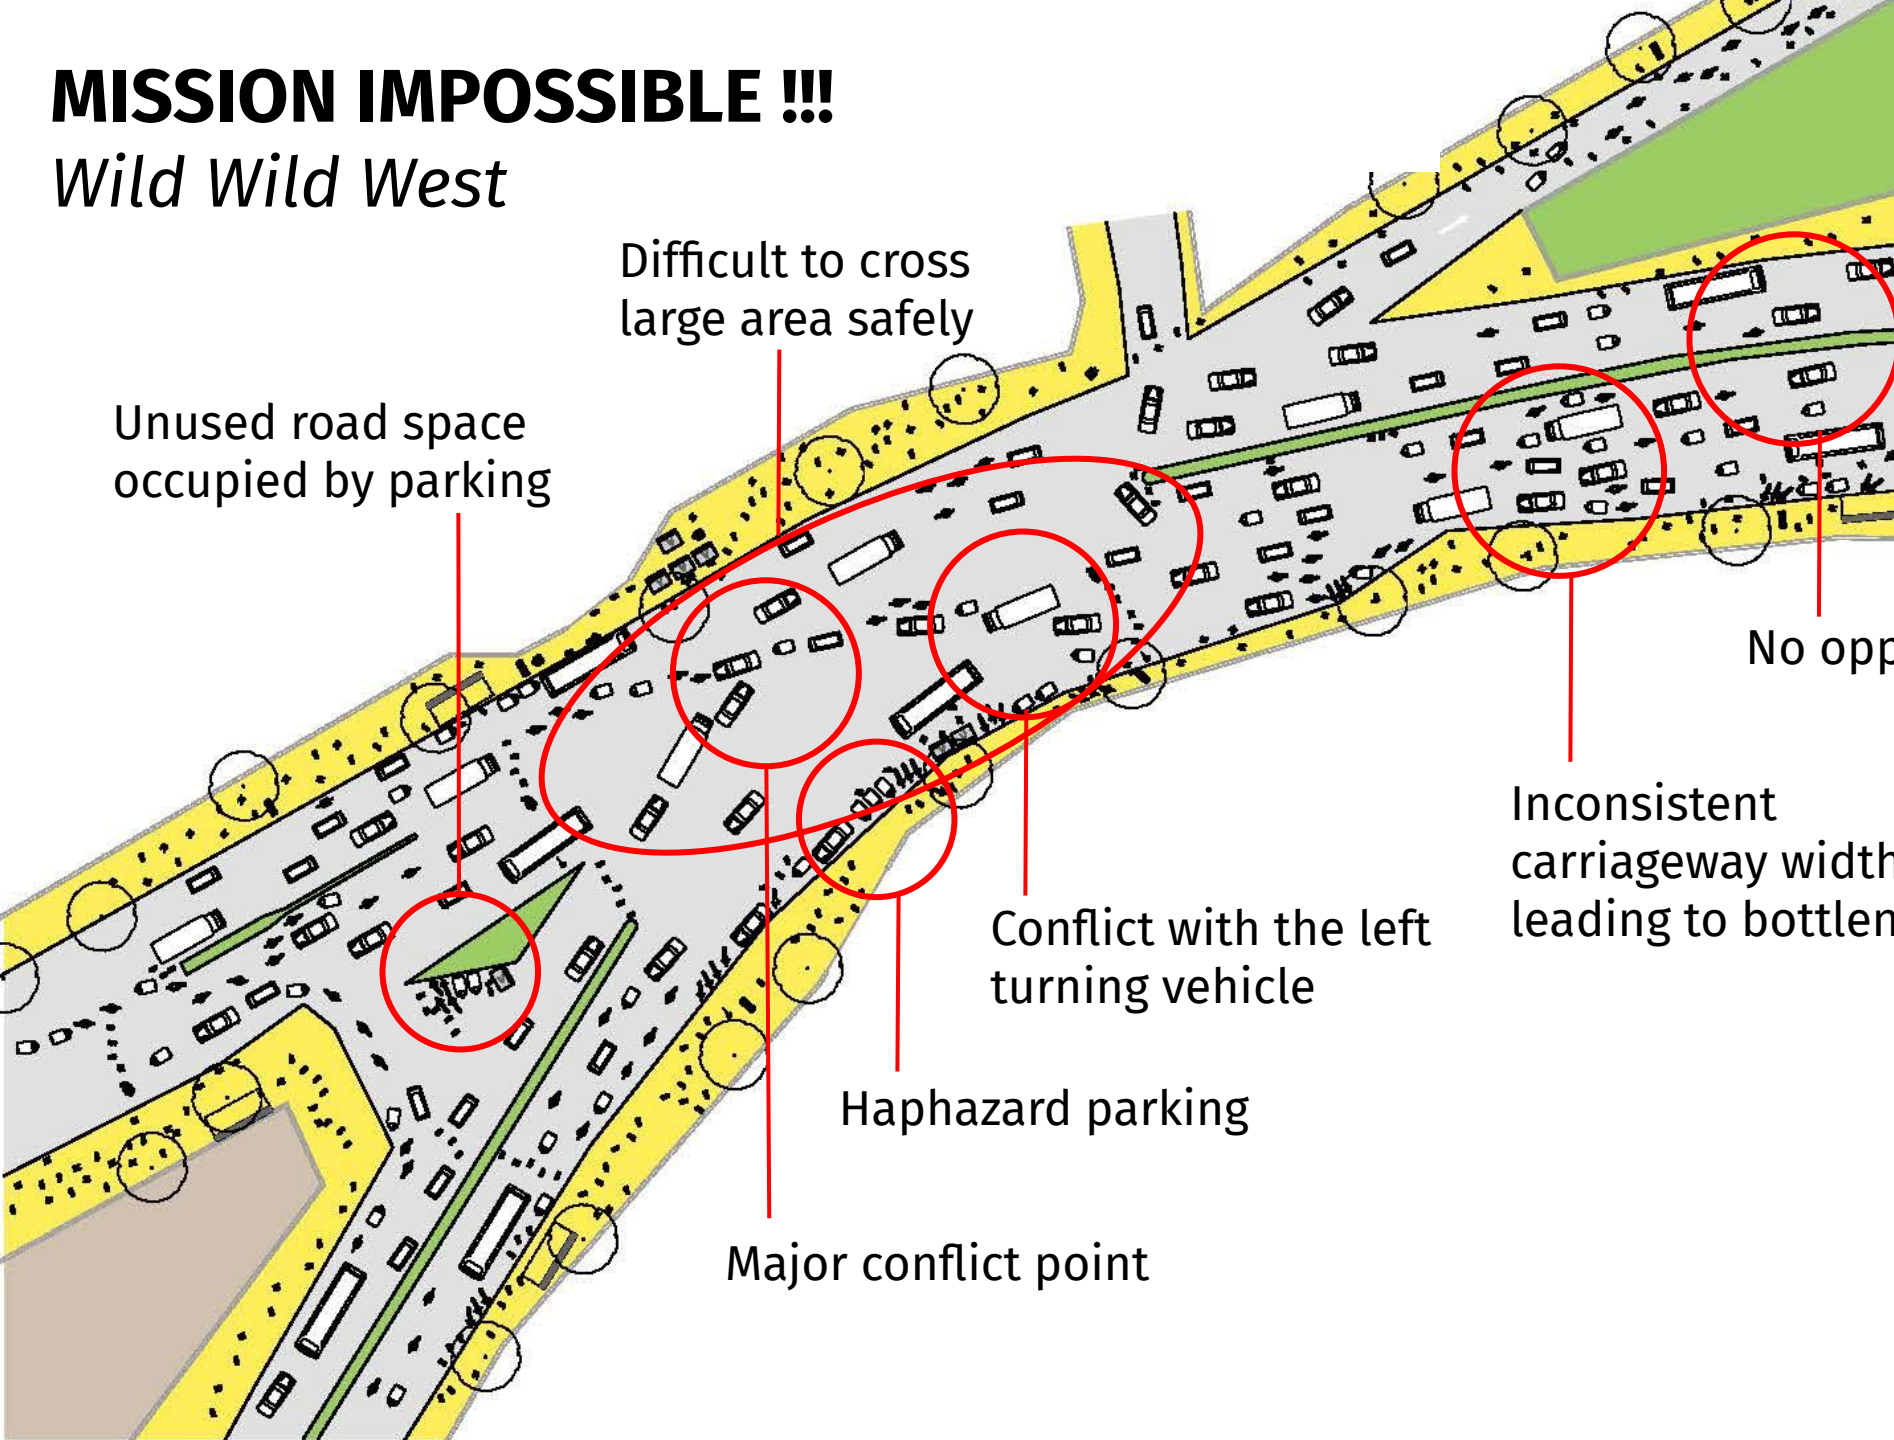 MISSION IMPOSSIBLE !!!
Wild Wild West
Difficult to cross
large area safely
Unused road space
occupied by parking
No opp
Inconsistent
carriageway width
leading to bottlen
Conflict with the left
turning vehicle
Haphazard parking
Major conflict point